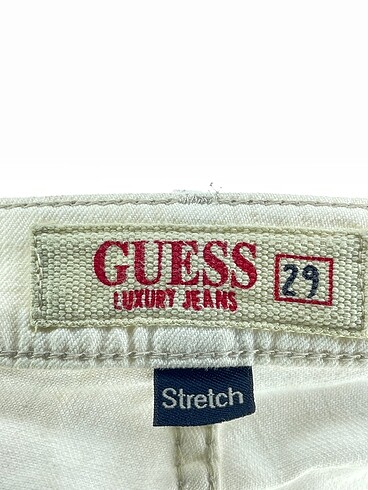 GUESS
LUXURY JEANS
29
Stretch